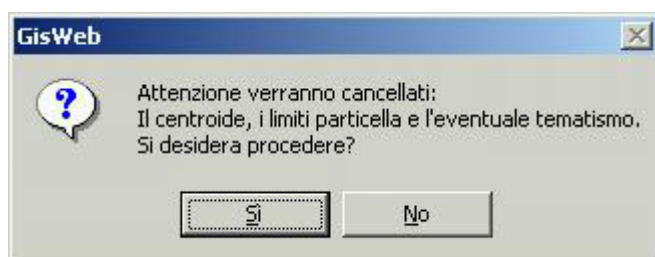 GisWeb
Attenzione verranno cancellati:
Il centroide, i limiti particella e l'eventuale tematismo.
Si desidera procedere?
Sì No